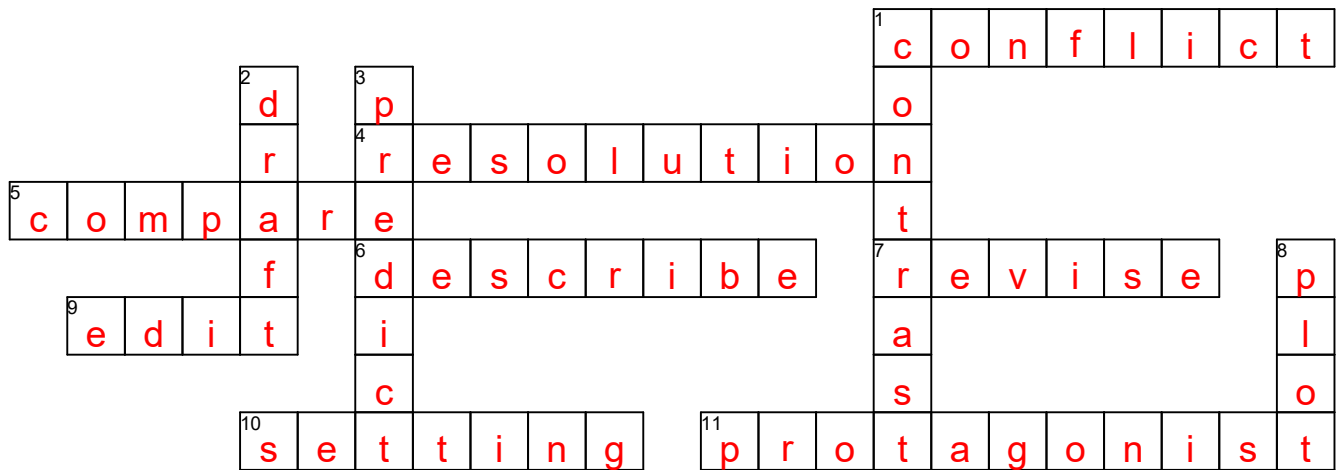 1 c o n f l i c t
2 d 3 p o
r 4 r e s o l u t i o n
5 c o m p a r e t
f 6 d e s c r i b e 7 r e v i s e 8 p
9 e d i t i a l
c s o
10 s e t t i n g 11 p r o t a g o n i s t